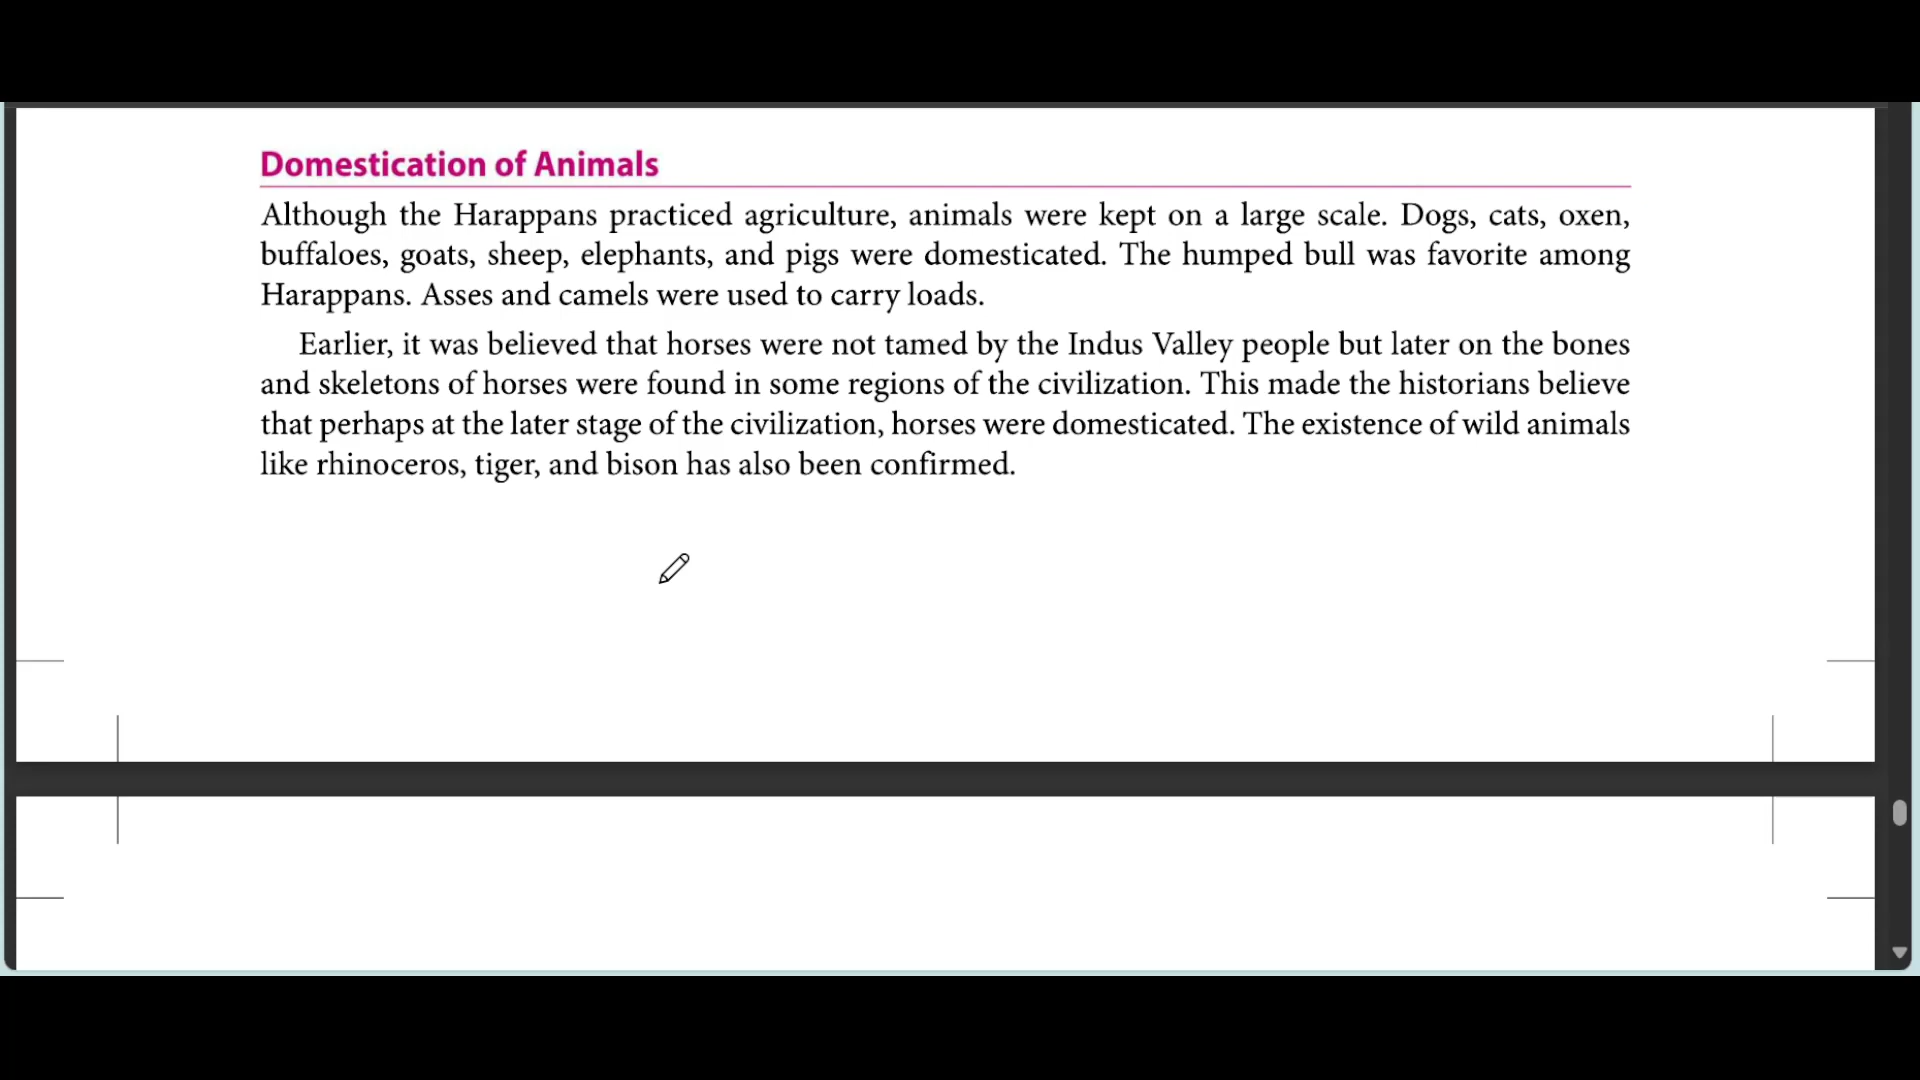 Domestication of Animals
Although the Harappans practiced agriculture, animals were kept on a large scale. Dogs, cats, oxen,
buffaloes, goats, sheep, elephants, and pigs were domesticated. The humped bull was favorite among
Harappans. Asses and camels were used to carry loads.
Earlier, it was believed that horses were not tamed by the Indus Valley people but later on the bones
and skeletons of horses were found in some regions of the civilization. This made the historians believe
that perhaps at the later stage of the civilization, horses were domesticated. The existence of wild animals
like rhinoceros, tiger, and bison has also been confirmed.